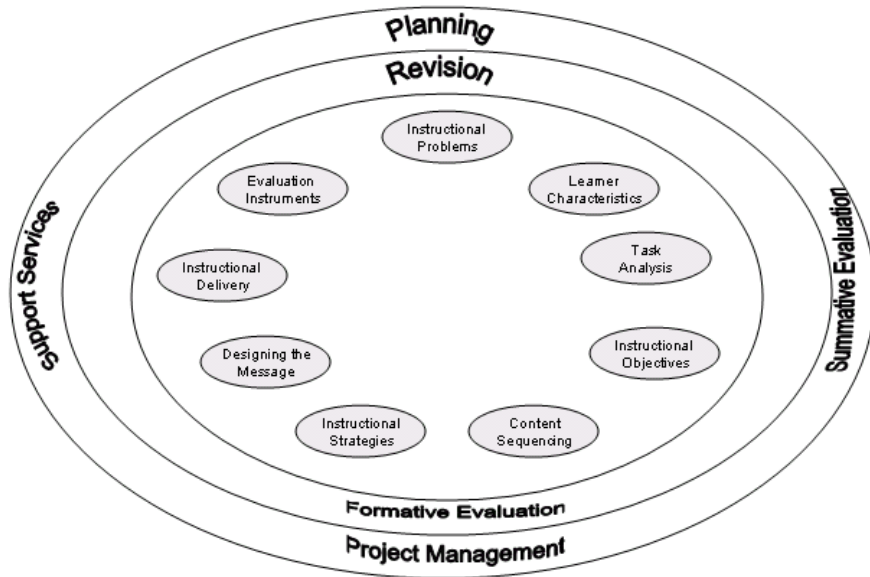 Planning
Revision
Instructional
Problems
Evaluation
Instruments
Learner
Characteristics
Task
Analysis
Instructional
Delivery
Support Services
Summative Evaluation
Designing the
Message
Instructional
Objectives
Instructional
Strategies
Content
Sequencing
Formative Evaluation
Project Management